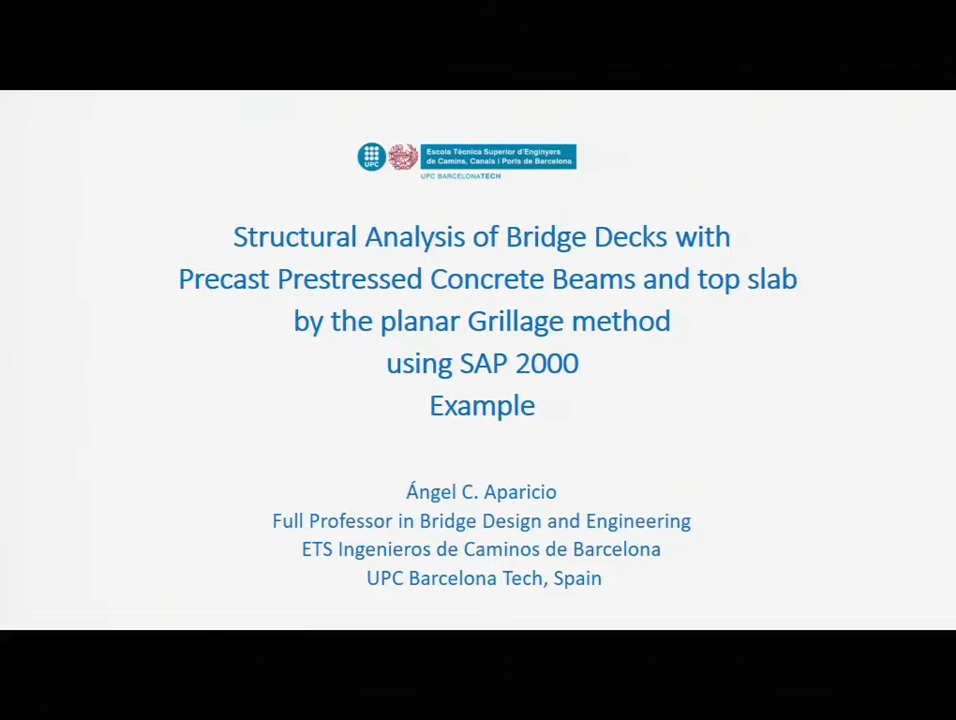 UPC
Escola Tècnica Superior d'Enginyers
de Camins, Canals i Ports de Barcelona
UPC BARCELONATECH
Structural Analysis of Bridge Decks with
Precast Prestressed Concrete Beams and top slab
by the planar Grillage method
using SAP 2000
Example
Ángel C. Aparicio
Full Professor in Bridge Design and Engineering
ETS Ingenieros de Caminos de Barcelona
UPC Barcelona Tech, Spain